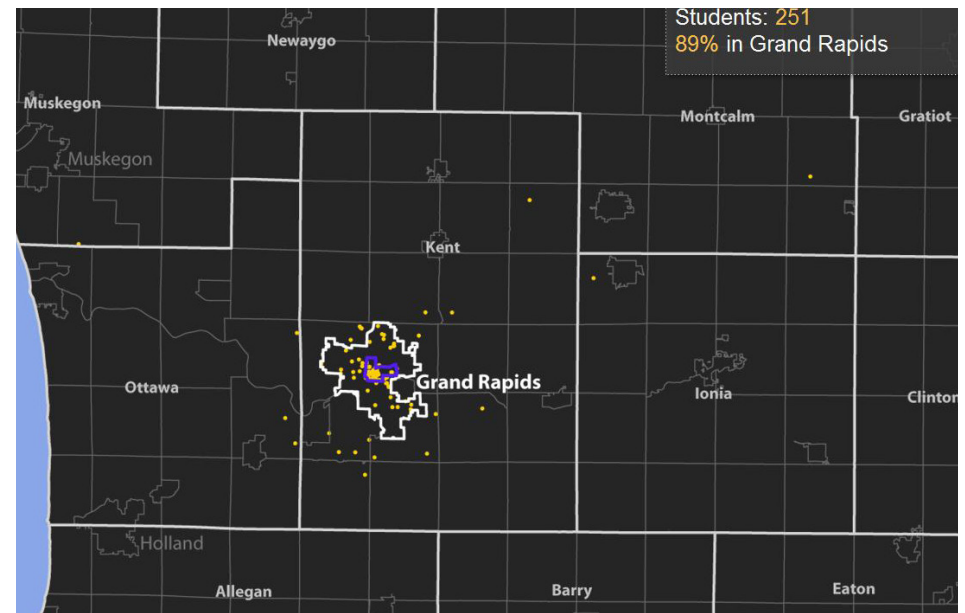 Students: 251
89% in Grand Rapids
Newaygo
Muskegon
Montcalm
Gratiot
Muskegon
Kent
Grand Rapids
Ottawa
Ionia
Clinton
Holland
Allegan
Barry
Eaton